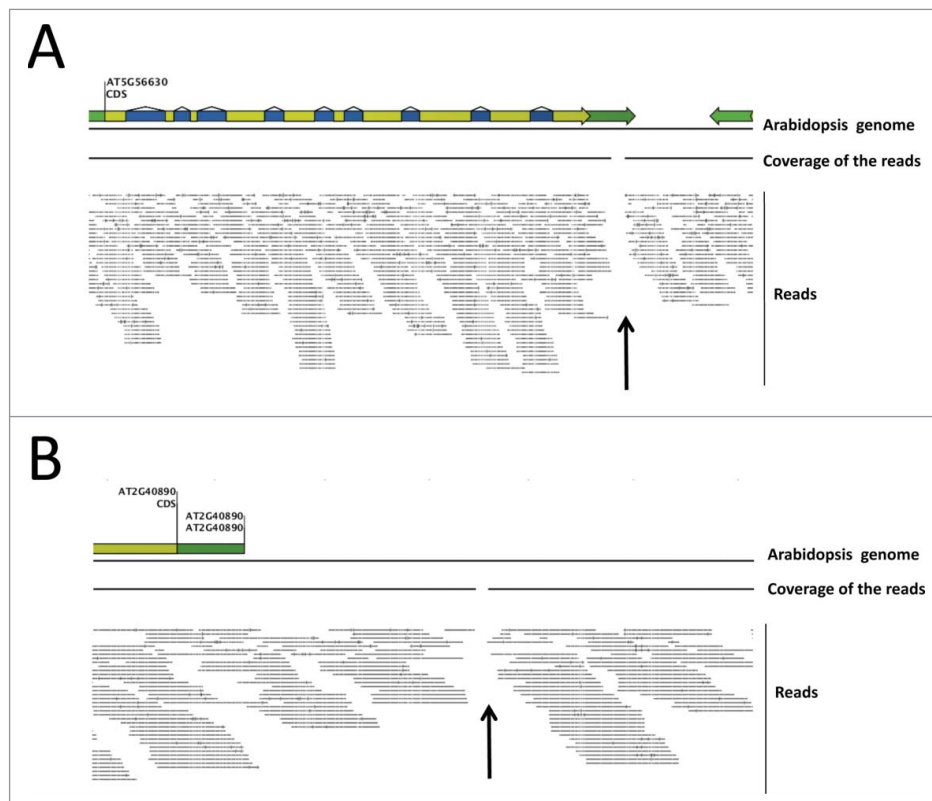 A
AT5G56630
CDS
Arabidopsis genome
Coverage of the reads
Reads
B
AT2G40890
CDS
AT2G40890
AT2G40890
Arabidopsis genome
Coverage of the reads
Reads